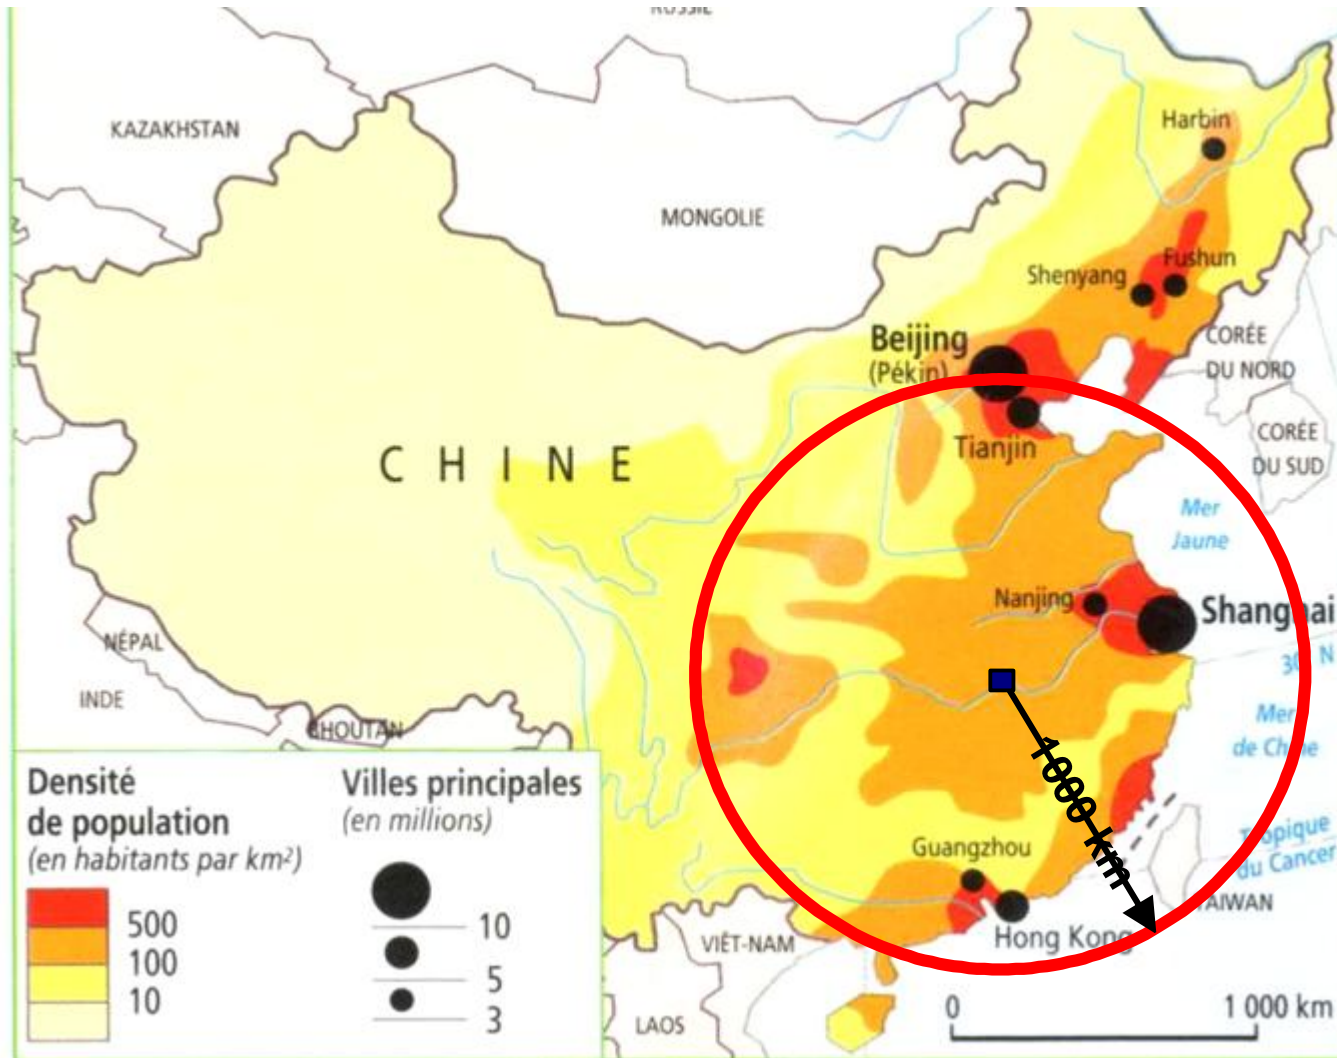 RUSSIE
KAZAKHSTAN
Harbin
MONGOLIE
Fushun
Shenyang
Beijing
(Pékin)
CORÉE
DU NORD
CHINE
Tianjin
CORÉE
DU SUD
Mer
Jaune
Nanjing
Shanghai
NÉPAL
30° N
INDE
BHOUTAN
Mer
de Chine
1000 km
Tropique
du Cancer
Guangzhou
TAIWAN
Hong Kong
VIÊT-NAM
LAOS
0
1 000 km
Densité
de population
(en habitants par km²)
500
100
10
Villes principales
(en millions)
10
5
3